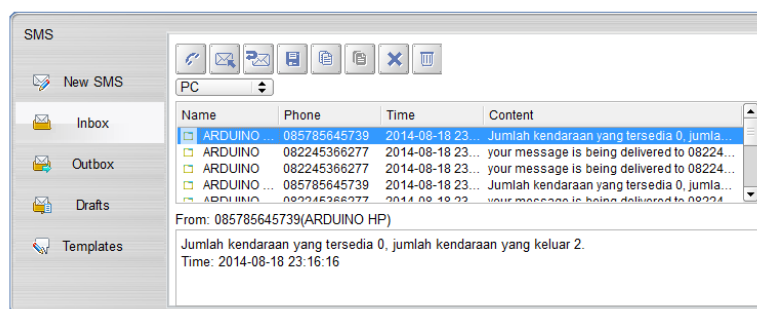 SMS
New SMS
Inbox
Outbox
Drafts
Templates
PC
Name Phone Time Content
ARDUINO ... 085785645739 2014-08-18 23... Jumlah kendaraan yang tersedia 0, jumla...
ARDUINO 082245366277 2014-08-18 23... your message is being delivered to 08224...
ARDUINO ... 085785645739 2014-08-18 23... Jumlah kendaraan yang tersedia 0, jumla...
ARDUINO 082245366277 2014-08-18 23... your message is being delivered to 08224...
From: 085785645739(ARDUINO HP)
Jumlah kendaraan yang tersedia 0, jumlah kendaraan yang keluar 2.
Time: 2014-08-18 23:16:16